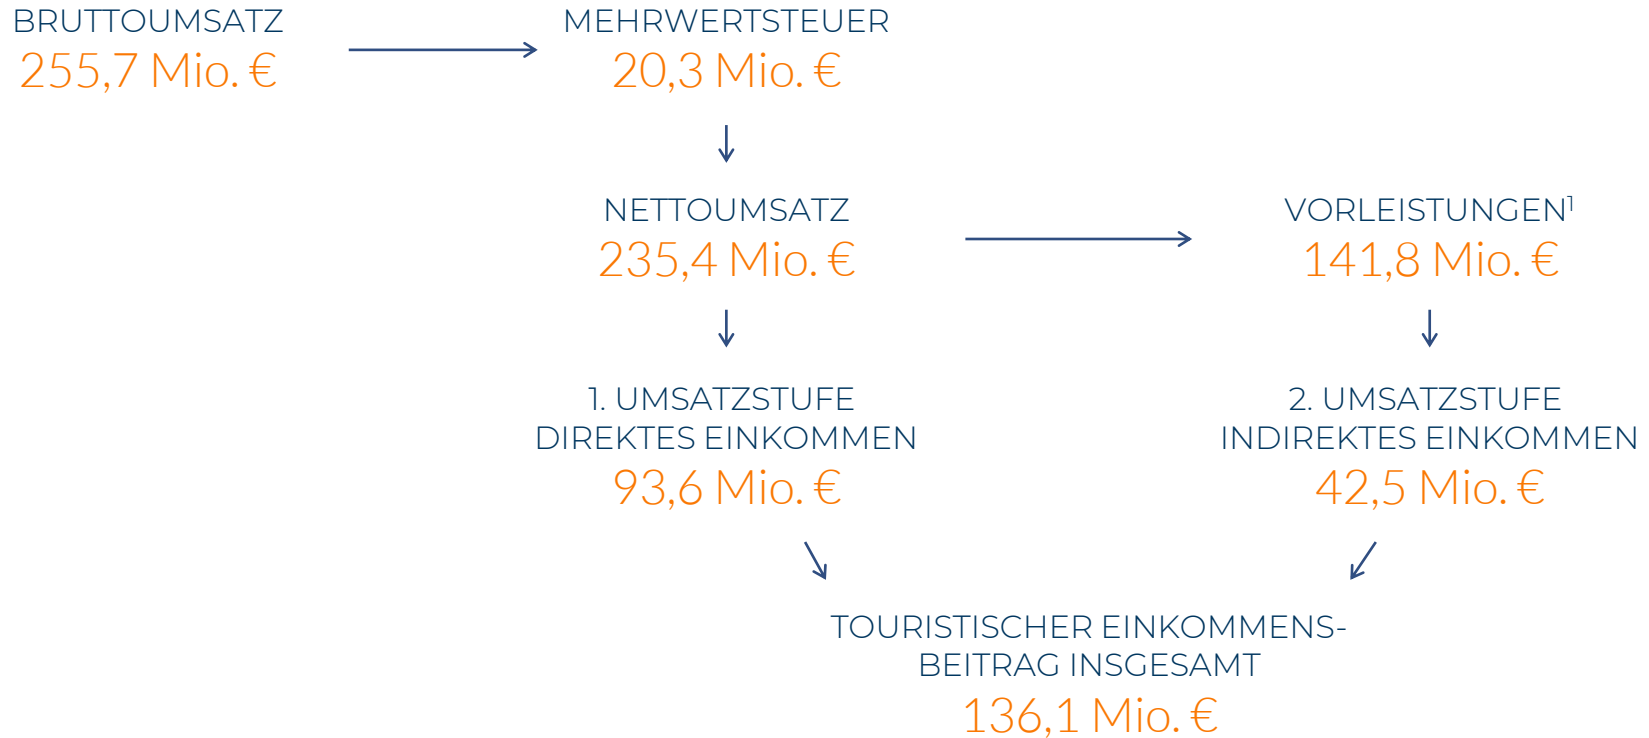 BRUTTOUMSATZ
255,7 Mio. €
MEHRWERTSTEUER
20,3 Mio. €
NETTOUMSATZ
235,4 Mio. €
VORLEISTUNGEN¹
141,8 Mio. €
1. UMSATZSTUFE
DIREKTES EINKOMMEN
93,6 Mio. €
2. UMSATZSTUFE
INDIREKTES EINKOMMEN
42,5 Mio. €
TOURISTISCHER EINKOMMENS-
BEITRAG INSGESAMT
136,1 Mio. €